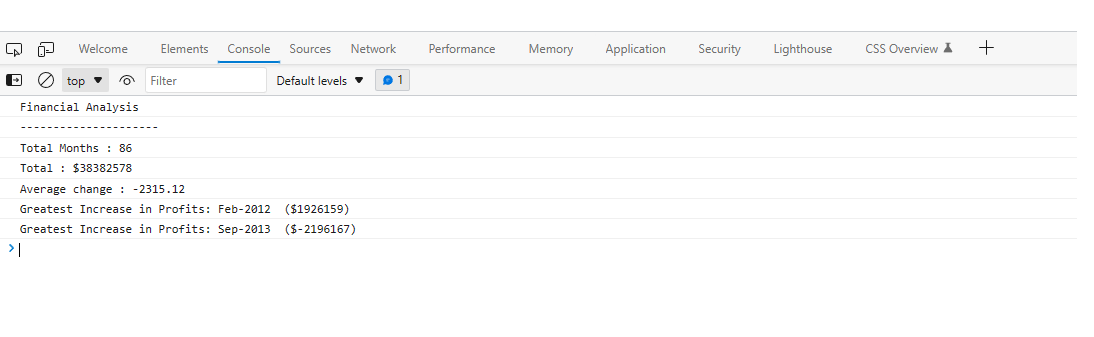 Welcome Elements Console Sources Network Performance Memory Application Security Lighthouse CSS Overview
top Filter Default levels 1
Financial Analysis
---------------------
Total Months : 86
Total : $38382578
Average change : -2315.12
Greatest Increase in Profits: Feb-2012  ($1926159)
Greatest Increase in Profits: Sep-2013  ($-2196167)